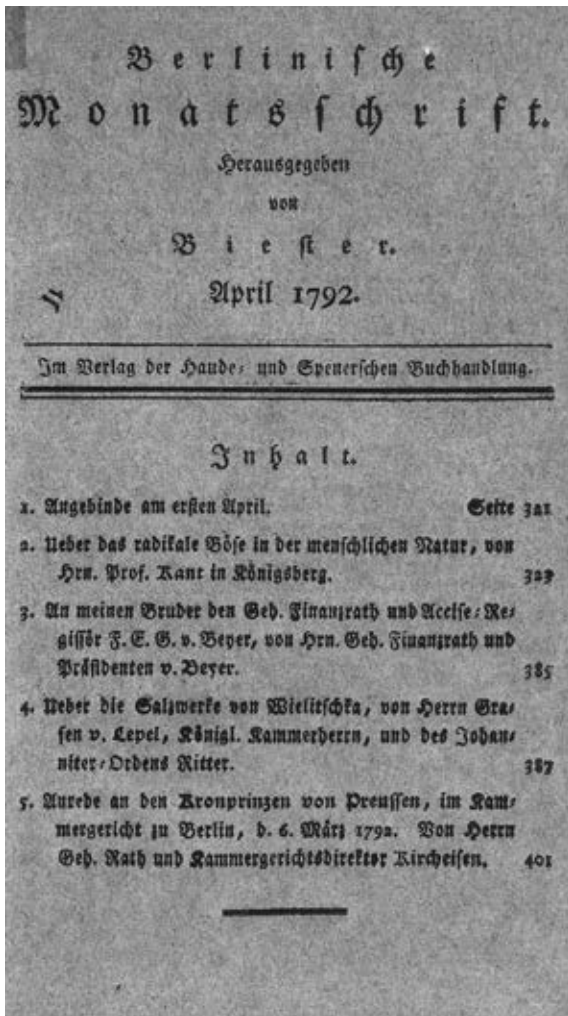 Berlinische
Monatsschrift.
Herausgegeben
von
Biester.
April 1792.
Im Verlag der Haude- und Spenerschen Buchhandlung.
Inhalt.
1. Angebinde am ersten April. Seite 321
2. Ueber das radikale Böse in der menschlichen Natur, von
Hrn. Prof. Kant in Königsberg. 323
3. An meinen Bruder den Geh. Finanzrath und Accise-Re-
gissör F. E. G. v. Beyer, von Hrn. Geh. Finanzrath und
Präsidenten v. Beyer. 385
4. Ueber die Salzwerke von Wielitschka, von Herrn Gra-
fen v. Lepel, Königl. Kammerherrn, und des Johan-
niter-Ordens Ritter. 387
5. Anrede an den Kronprinzen von Preussen, im Kam-
mergericht zu Berlin, d. 6. März 1792. Von Herrn
Geh. Rath und Kammergerichtsdirektor Kircheisen. 401